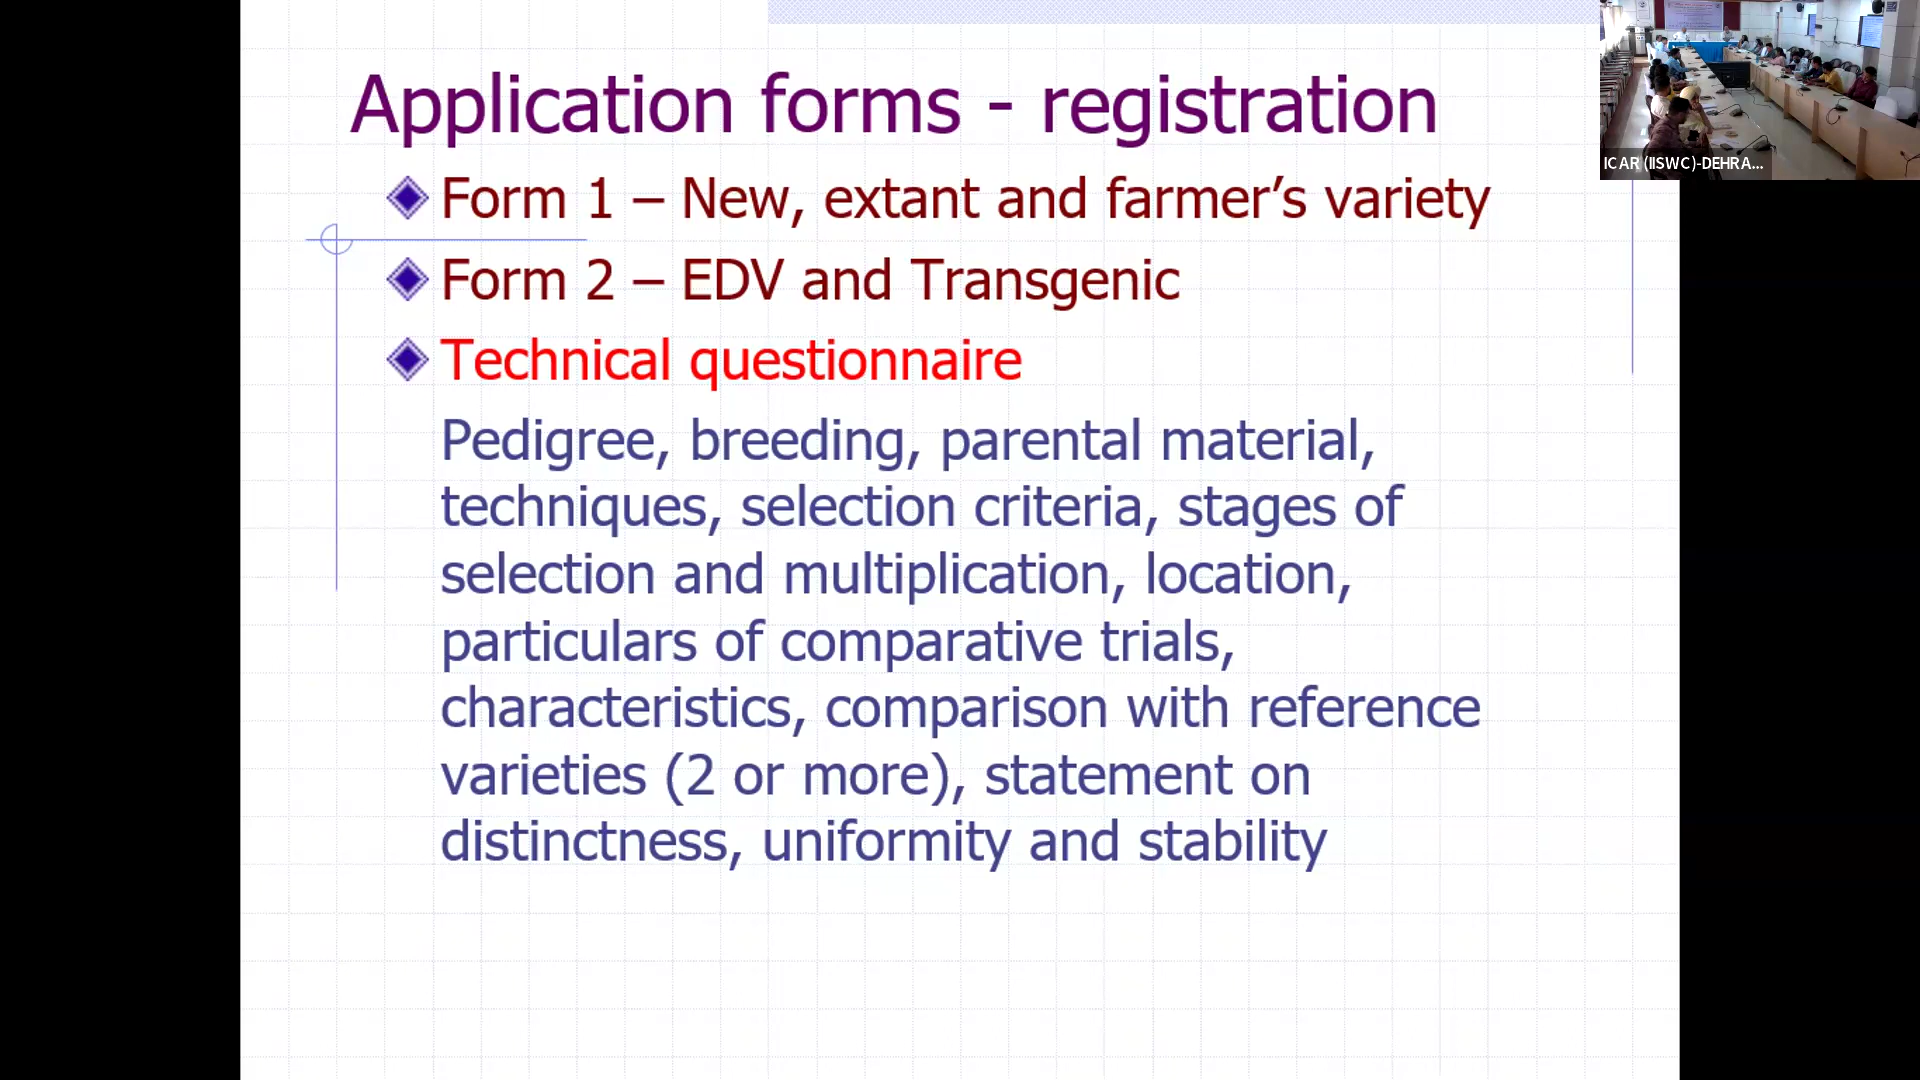 Application forms - registration
Form 1 – New, extant and farmer’s variety
Form 2 – EDV and Transgenic
Technical questionnaire
Pedigree, breeding, parental material,
techniques, selection criteria, stages of
selection and multiplication, location,
particulars of comparative trials,
characteristics, comparison with reference
varieties (2 or more), statement on
distinctness, uniformity and stability
ICAR (IISWC)-DEHRA...